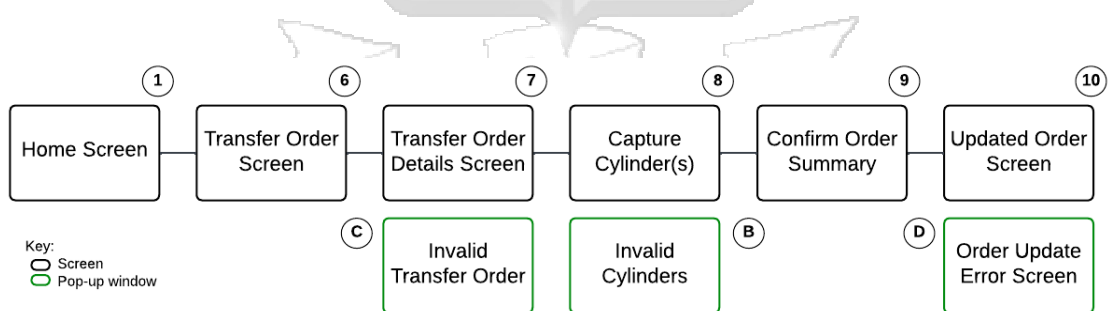 1
6
7
8
9
10
Home Screen
Transfer Order
Screen
Transfer Order
Details Screen
Capture
Cylinder(s)
Confirm Order
Summary
Updated Order
Screen
C
B
D
Invalid
Transfer Order
Invalid
Cylinders
Order Update
Error Screen
Key:
Screen
Pop-up window